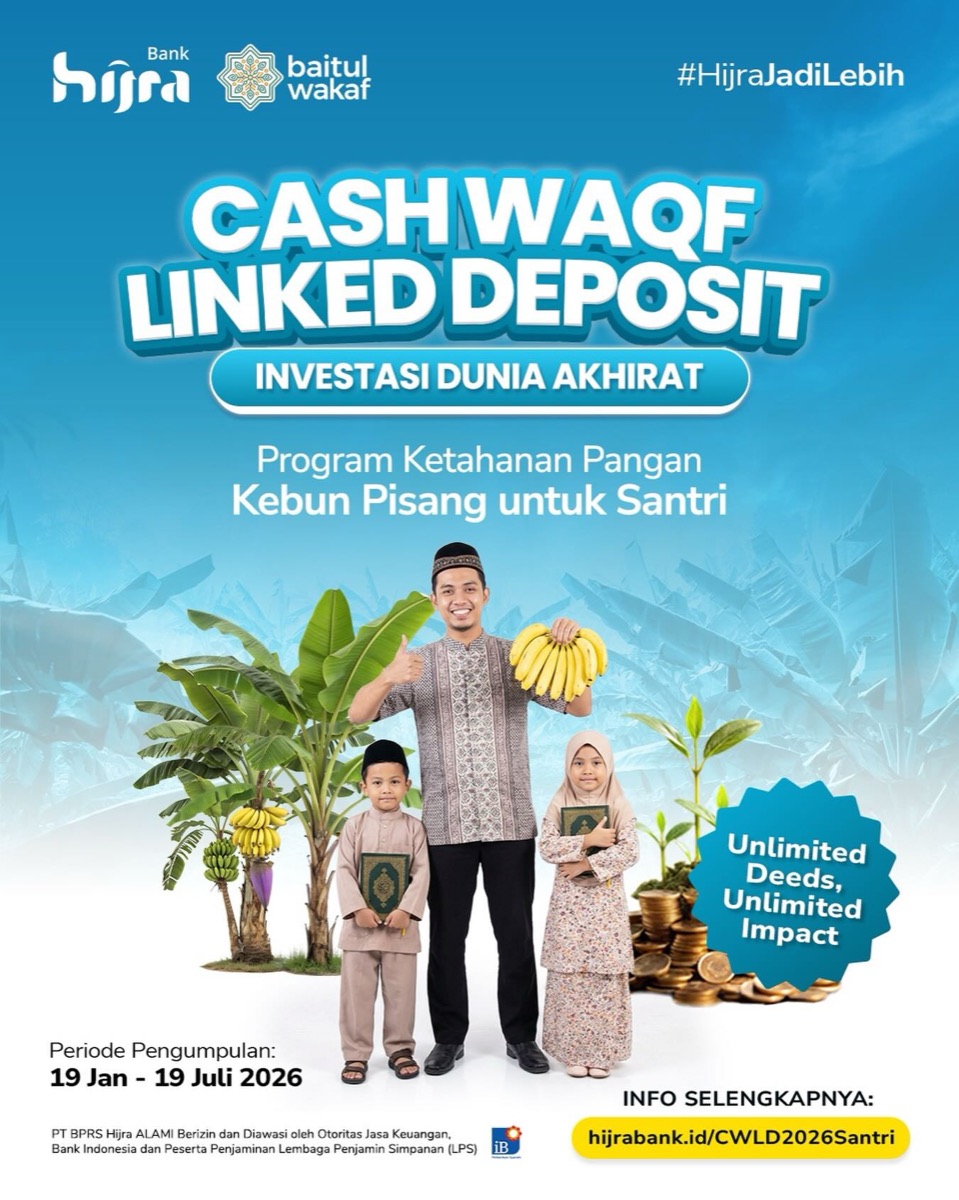 Bank
hijra
baitul
wakaf
#HijraJadiLebih
CASH WAQF
LINKED DEPOSIT
INVESTASI DUNIA AKHIRAT
Program Ketahanan Pangan
Kebun Pisang untuk Santri
Unlimited
Deeds,
Unlimited
Impact
Periode Pengumpulan:
19 Jan - 19 Juli 2026
INFO SELENGKAPNYA:
hijrabank.id/CWLD2026Santri
PT BPRS Hijra ALAMI Berizin dan Diawasi oleh Otoritas Jasa Keuangan,
Bank Indonesia dan Peserta Penjaminan Lembaga Penjamin Simpanan (LPS)
iB